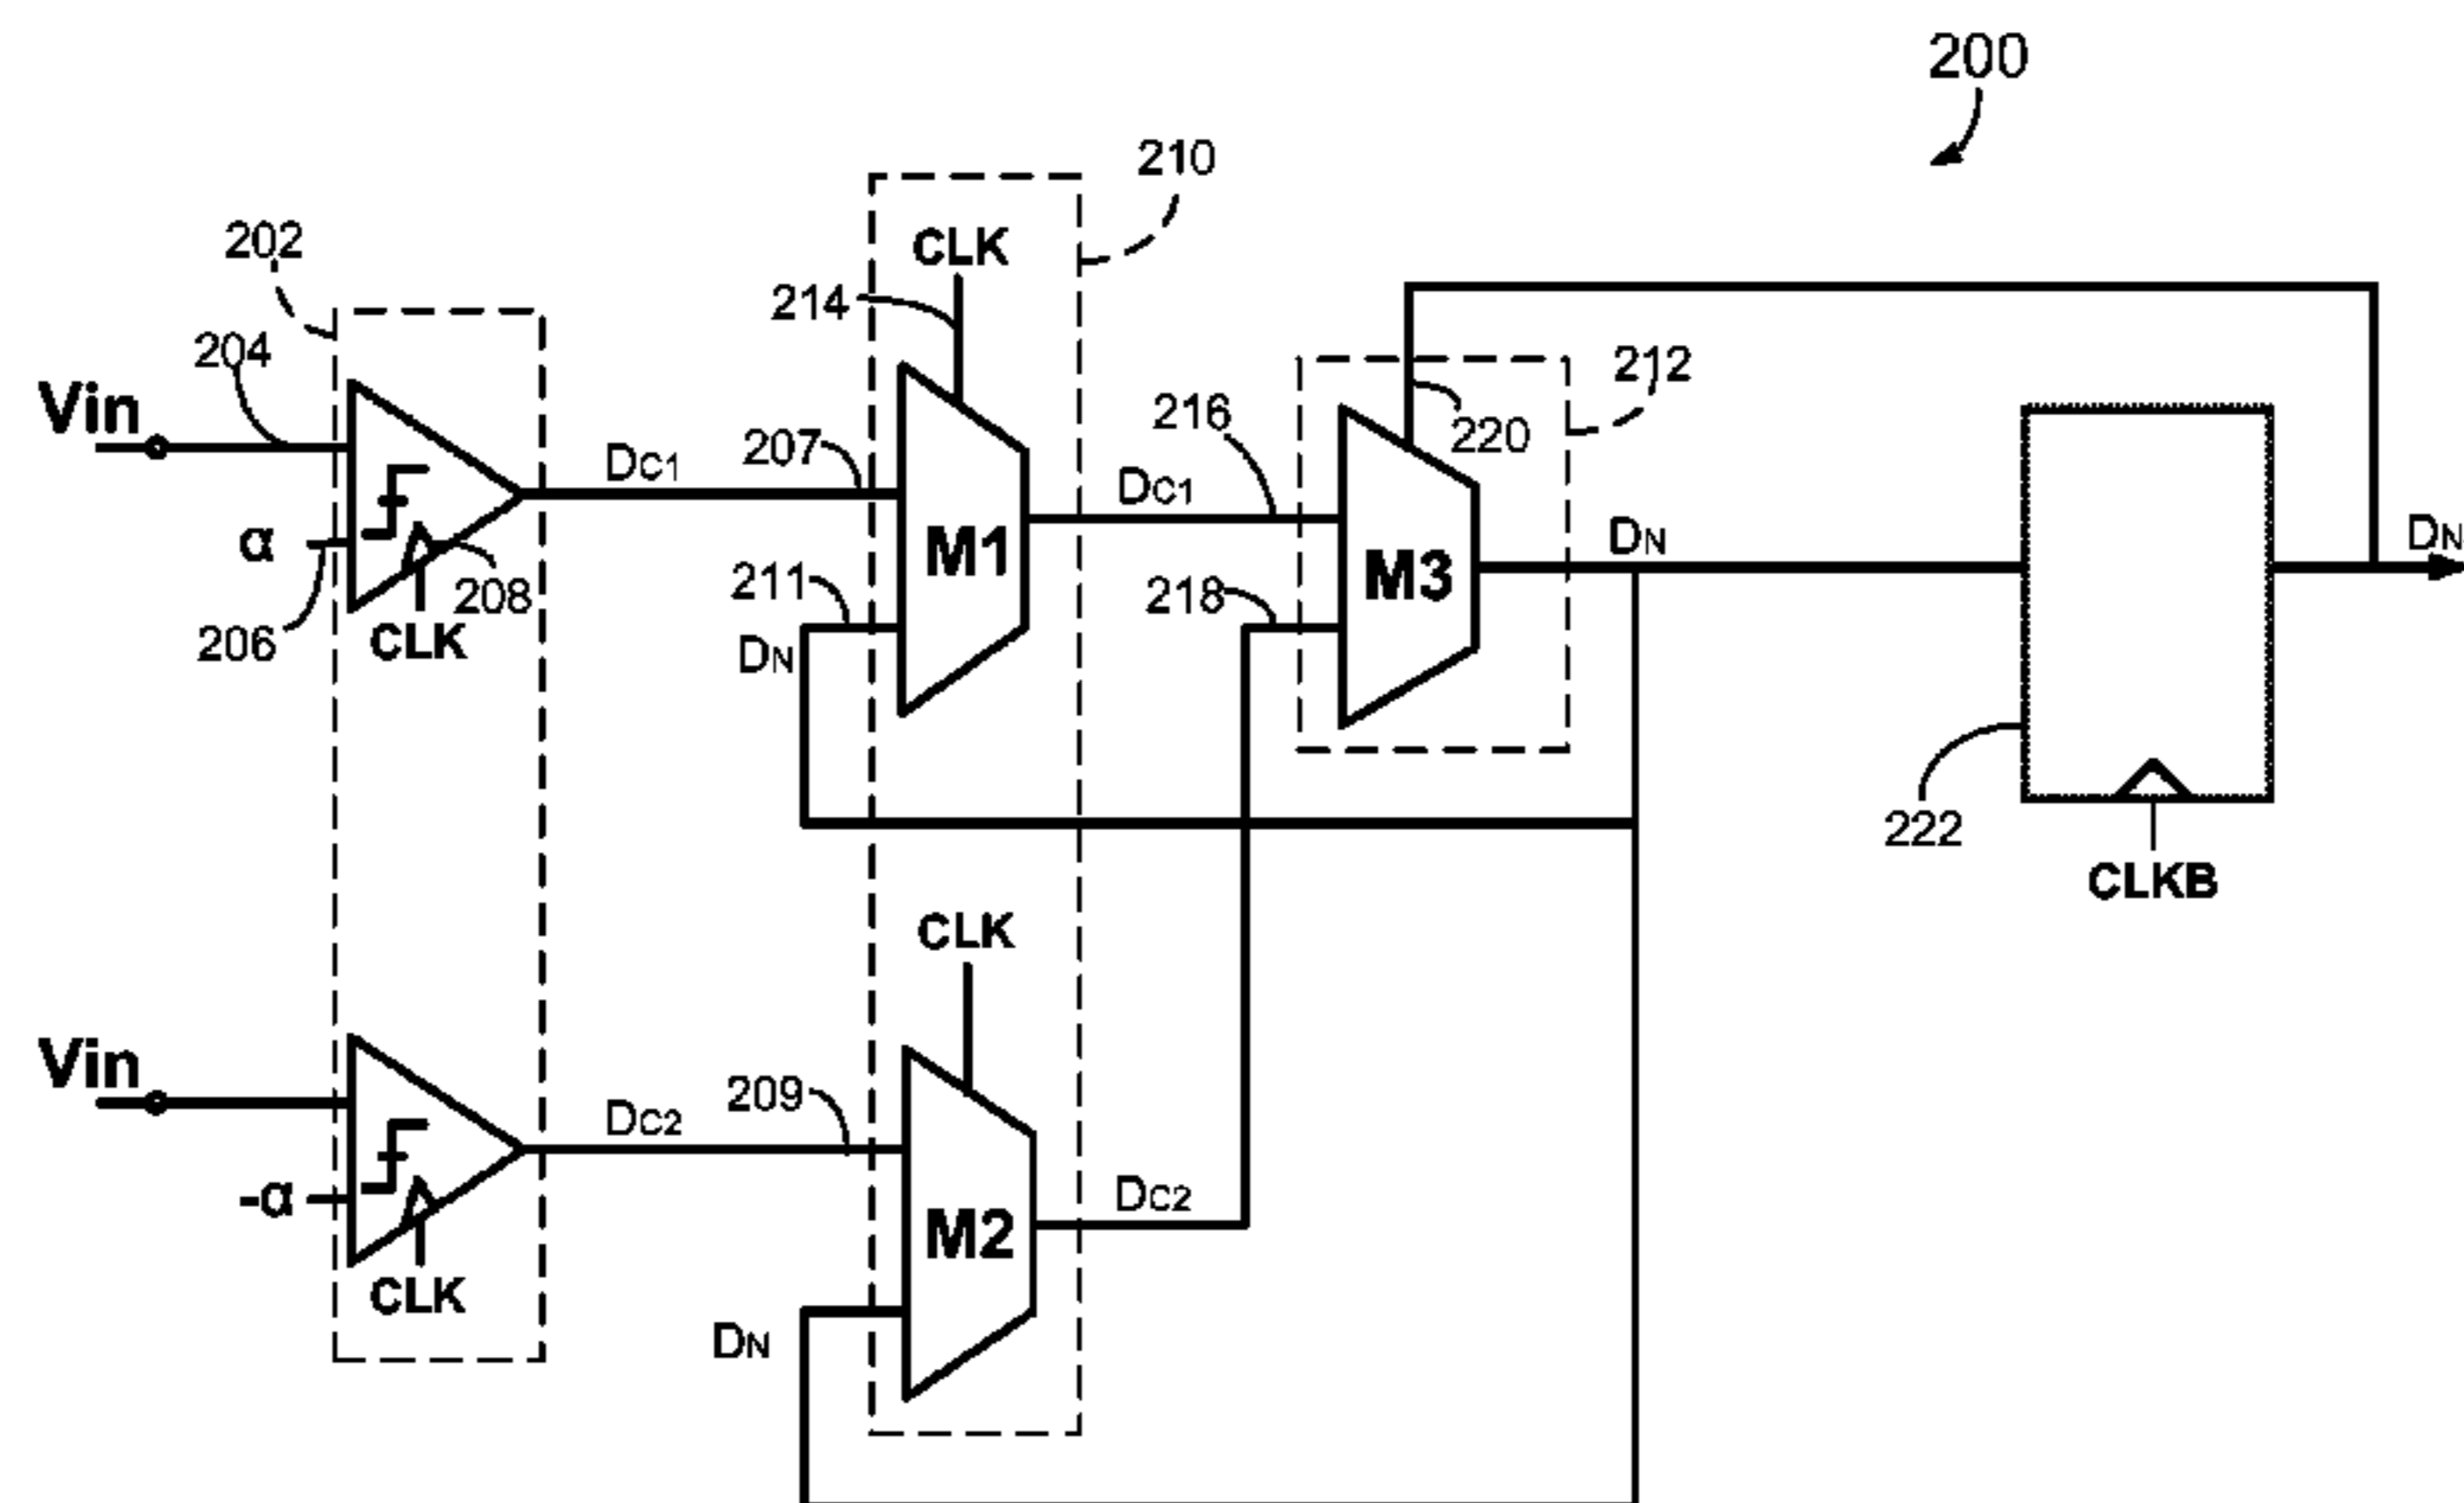 200
210
202
CLK
214
204
212
Vin
216
220
207
DC1
DC1
DN
DN
α
M1
M3
211
218
208
206
CLK
DN
222
CLKB
CLK
Vin
209
DC2
DC2
-α
M2
CLK
DN